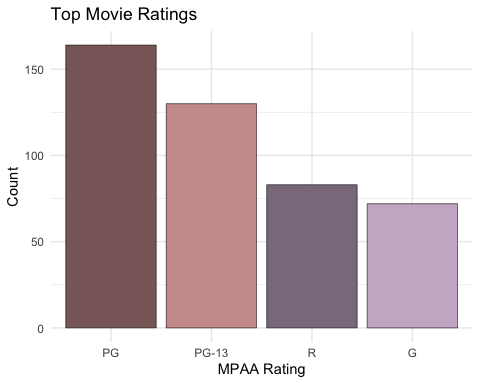 Top Movie Ratings
150
100
50
0
Count
PG
PG-13
R
G
MPAA Rating